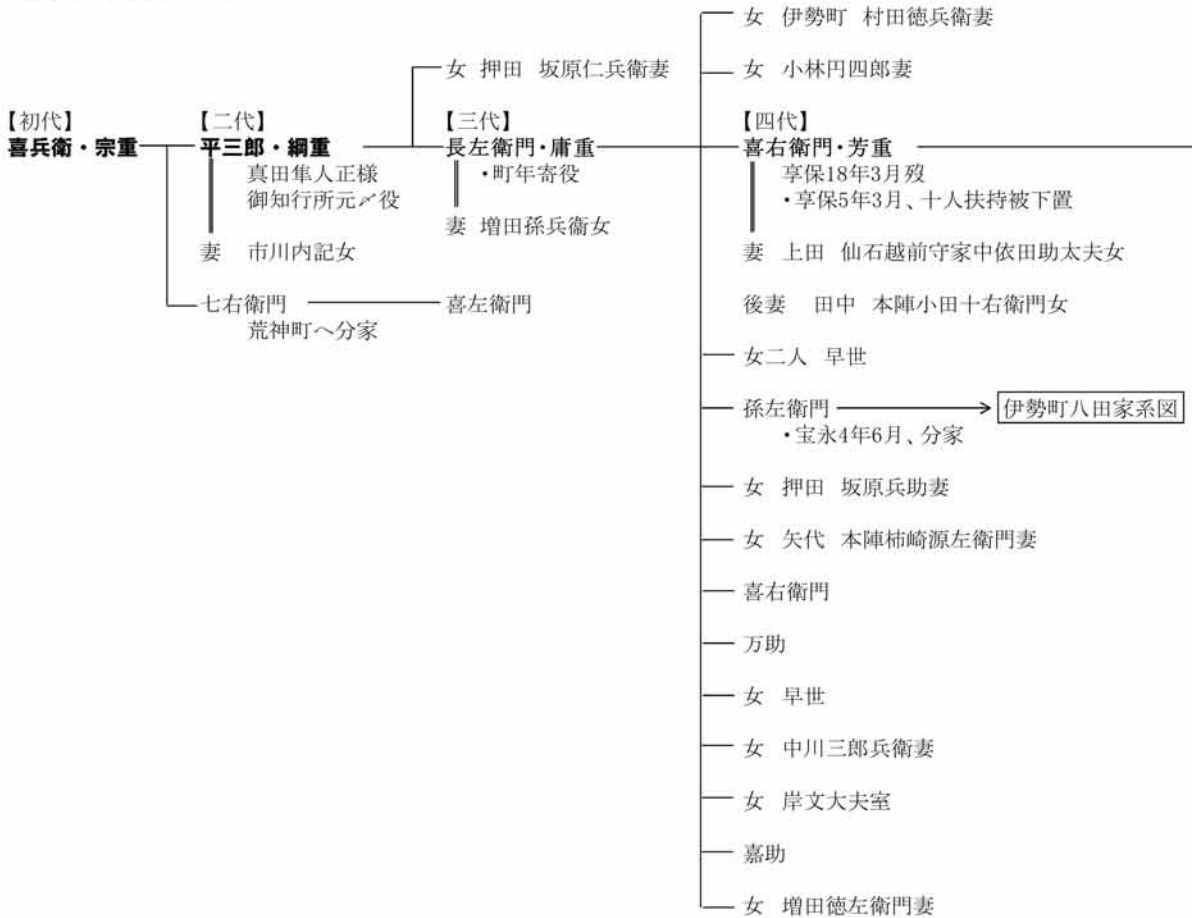 女 伊勢町 村田徳兵衛妻
女 押田 坂原仁兵衛妻
女 小林円四郎妻
【初代】
喜兵衛・宗重
【二代】
平三郎・綱重
真田隼人正様
御知行所元〆役
妻 市川内記女
七右衛門
荒神町へ分家
【三代】
長左衛門・庸重
・町年寄役
妻 増田孫兵衞女
喜左衛門
【四代】
喜右衛門・芳重
享保18年3月歿
・享保5年3月、十人扶持被下置
妻 上田 仙石越前守家中依田助太夫女
後妻 田中 本陣小田十右衛門女
女二人 早世
孫左衛門
・宝永4年6月、分家
伊勢町八田家系図
女 押田 坂原兵助妻
女 矢代 本陣柿崎源左衛門妻
喜右衛門
万助
女 早世
女 中川三郎兵衛妻
女 岸文大夫室
嘉助
女 増田徳左衛門妻